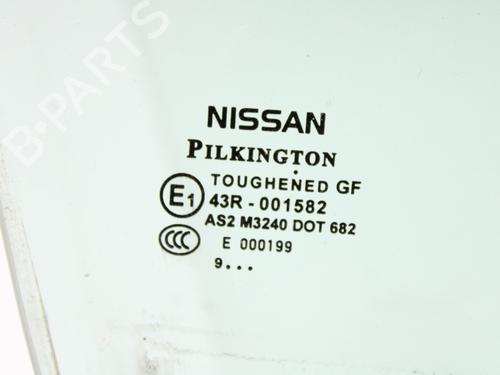 B-PARTS
NISSAN
PILKINGTON
TOUGHENED GF
E1 43R - 001582
AS2 M3240 DOT 682
CCC E 000199
9...